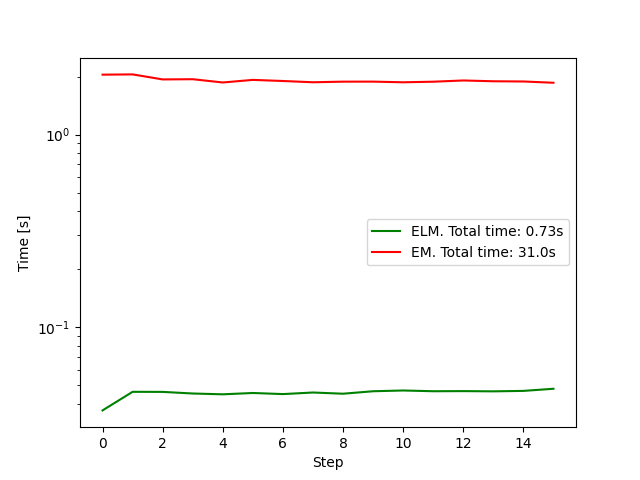 10⁰
10⁻¹
Time [s]
ELM. Total time: 0.73s
EM. Total time: 31.0s
0 2 4 6 8 10 12 14
Step